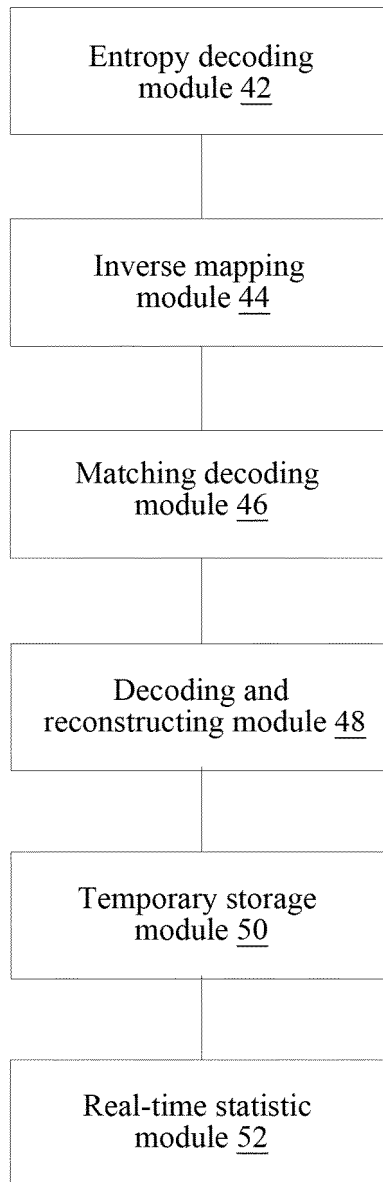 Entropy decoding
module 42
Inverse mapping
module 44
Matching decoding
module 46
Decoding and
reconstructing module 48
Temporary storage
module 50
Real-time statistic
module 52